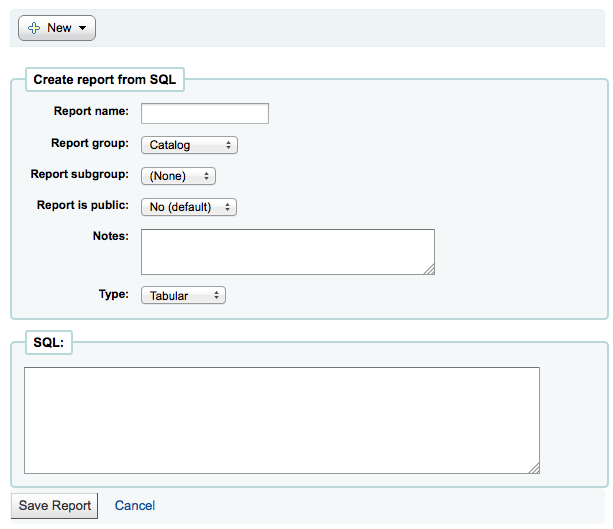 New
Create report from SQL
Report name:
Report group: Catalog
Report subgroup: (None)
Report is public: No (default)
Notes:
Type: Tabular
SQL:
Save Report Cancel